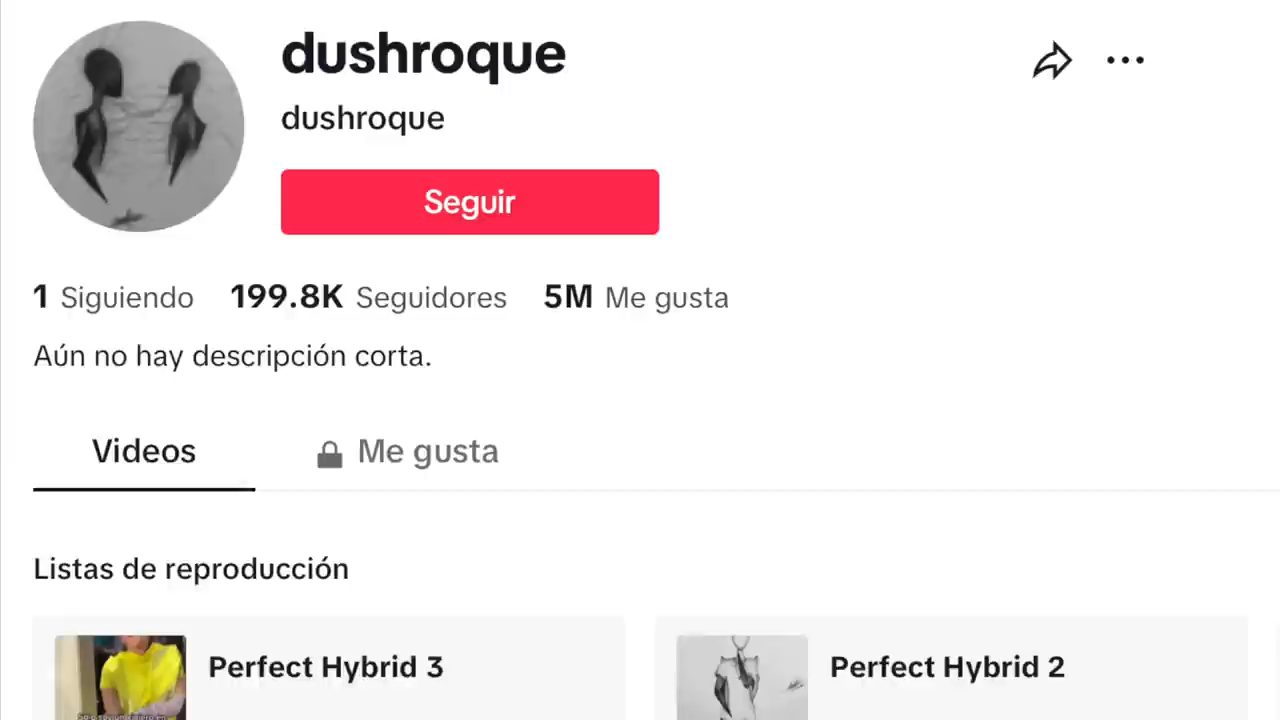 dushroque
dushroque
Seguir
1 Siguiendo 199.8K Seguidores 5M Me gusta
Aún no hay descripción corta.
Videos Me gusta
Listas de reproducción
Perfect Hybrid 3 Perfect Hybrid 2